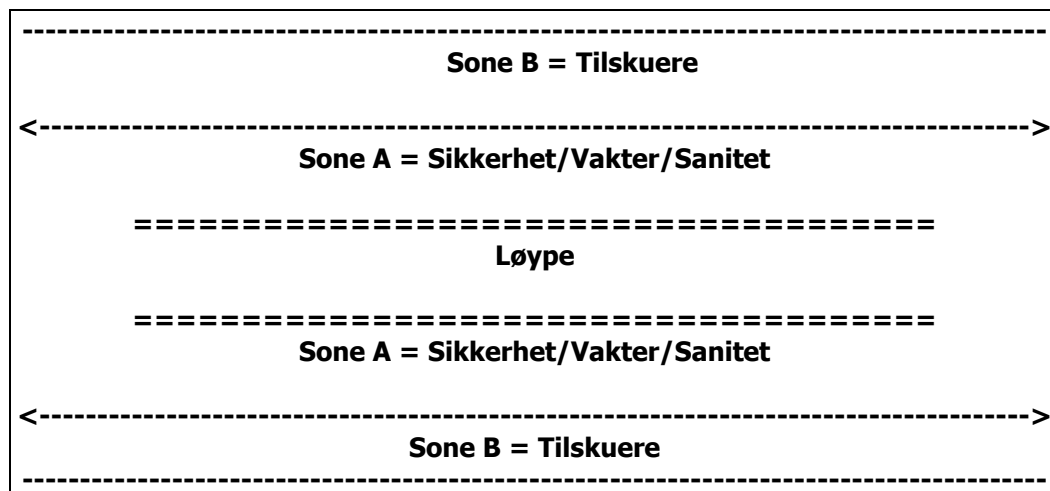 --------------------------------------------------------------------------------------
Sone B = Tilskuere
<------------------------------------------------------------------------------------->
Sone A = Sikkerhet/Vakter/Sanitet
=====================================
Løype
=====================================
Sone A = Sikkerhet/Vakter/Sanitet
<------------------------------------------------------------------------------------->
Sone B = Tilskuere
--------------------------------------------------------------------------------------